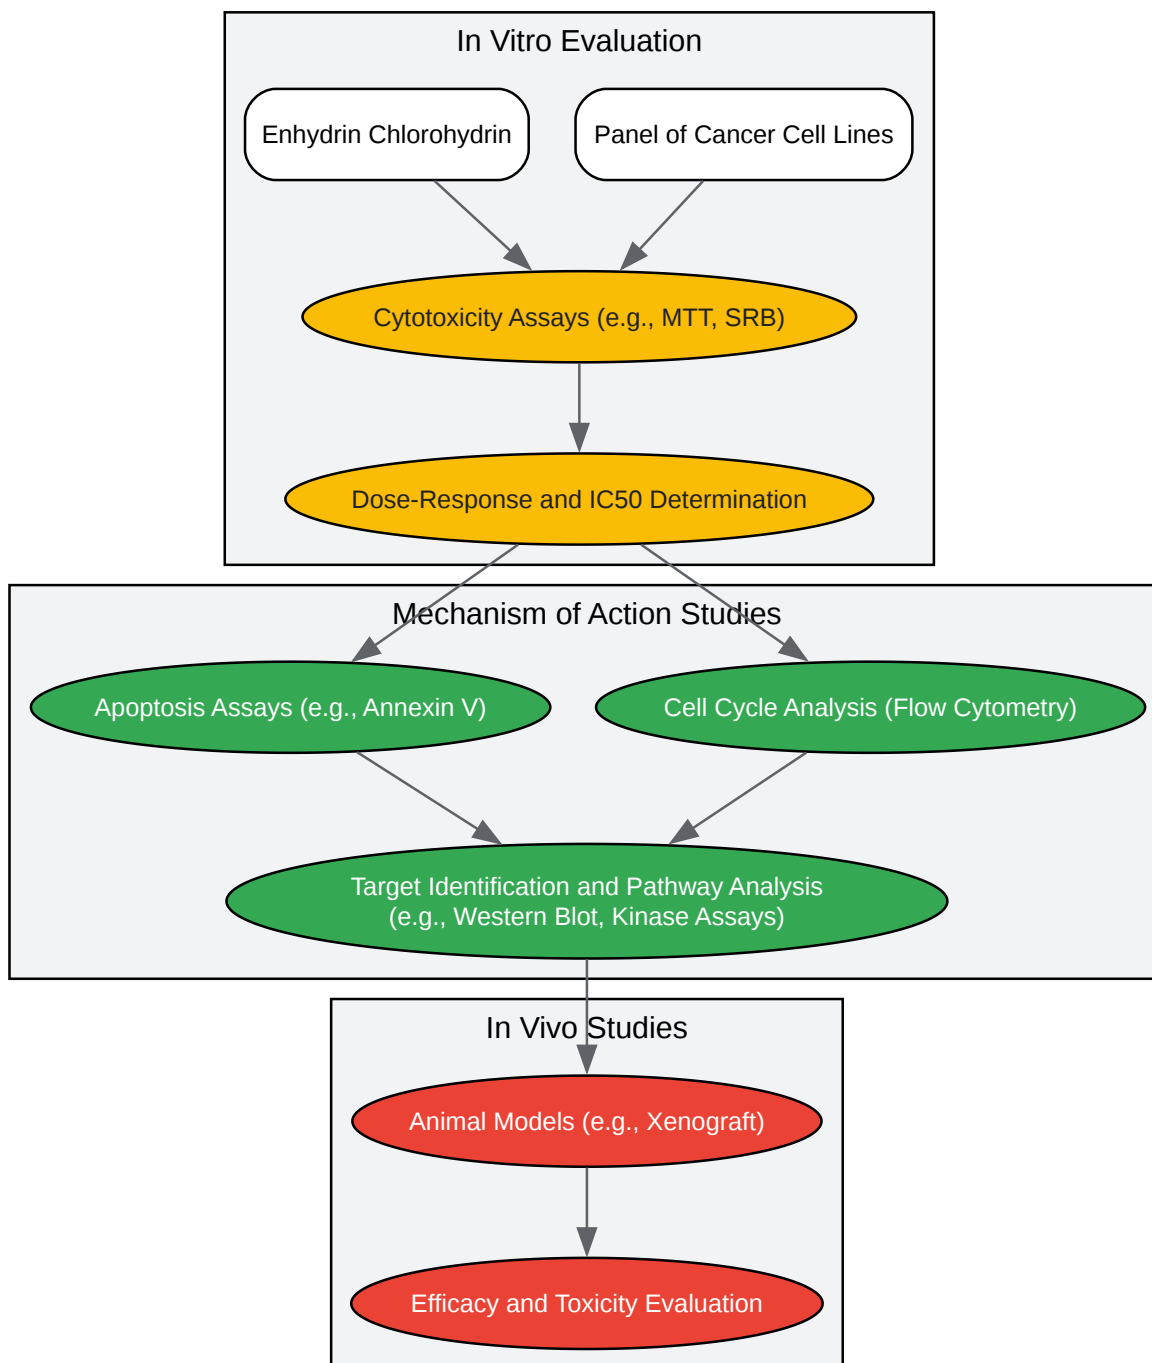 In Vitro Evaluation
Enhydrin Chlorohydrin
Panel of Cancer Cell Lines
Cytotoxicity Assays (e.g., MTT, SRB)
Dose-Response and IC50 Determination
Mechanism of Action Studies
Apoptosis Assays (e.g., Annexin V)
Cell Cycle Analysis (Flow Cytometry)
Target Identification and Pathway Analysis
(e.g., Western Blot, Kinase Assays)
In Vivo Studies
Animal Models (e.g., Xenograft)
Efficacy and Toxicity Evaluation